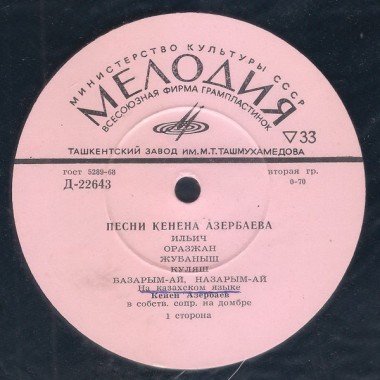 МИНИСТЕРСТВО КУЛЬТУРЫ СССР
МЕЛОДИЯ
ВСЕСОЮЗНАЯ ФИРМА ГРАМПЛАСТИНОК
▽33
ТАШКЕНТСКИЙ ЗАВОД ИМ. М.Т. ТАШМУХАМЕДОВА
гост 5289-68 вторая гр.
Д-22643 0-70
ПЕСНИ КЕНЕНА АЗЕРБАЕВА
ИЛЬИЧ
ОРАЗЖАН
ЖУВАНЫШ
КУЛЯШ
БАЗАРЫМ-АЙ, НАЗАРЫМ-АЙ
На казахском языке
Кенен Азербаев
в собств. сопр. на домбре
1 сторона